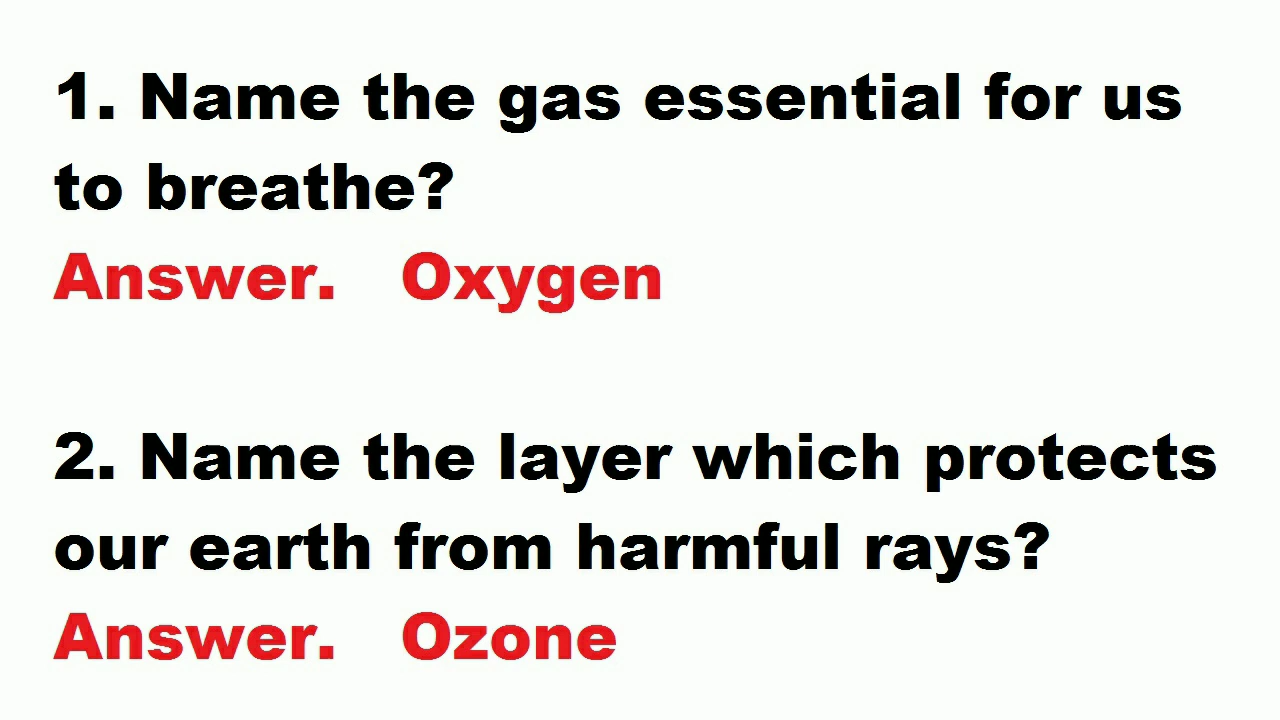 1. Name the gas essential for us
to breathe?
Answer. Oxygen
2. Name the layer which protects
our earth from harmful rays?
Answer. Ozone